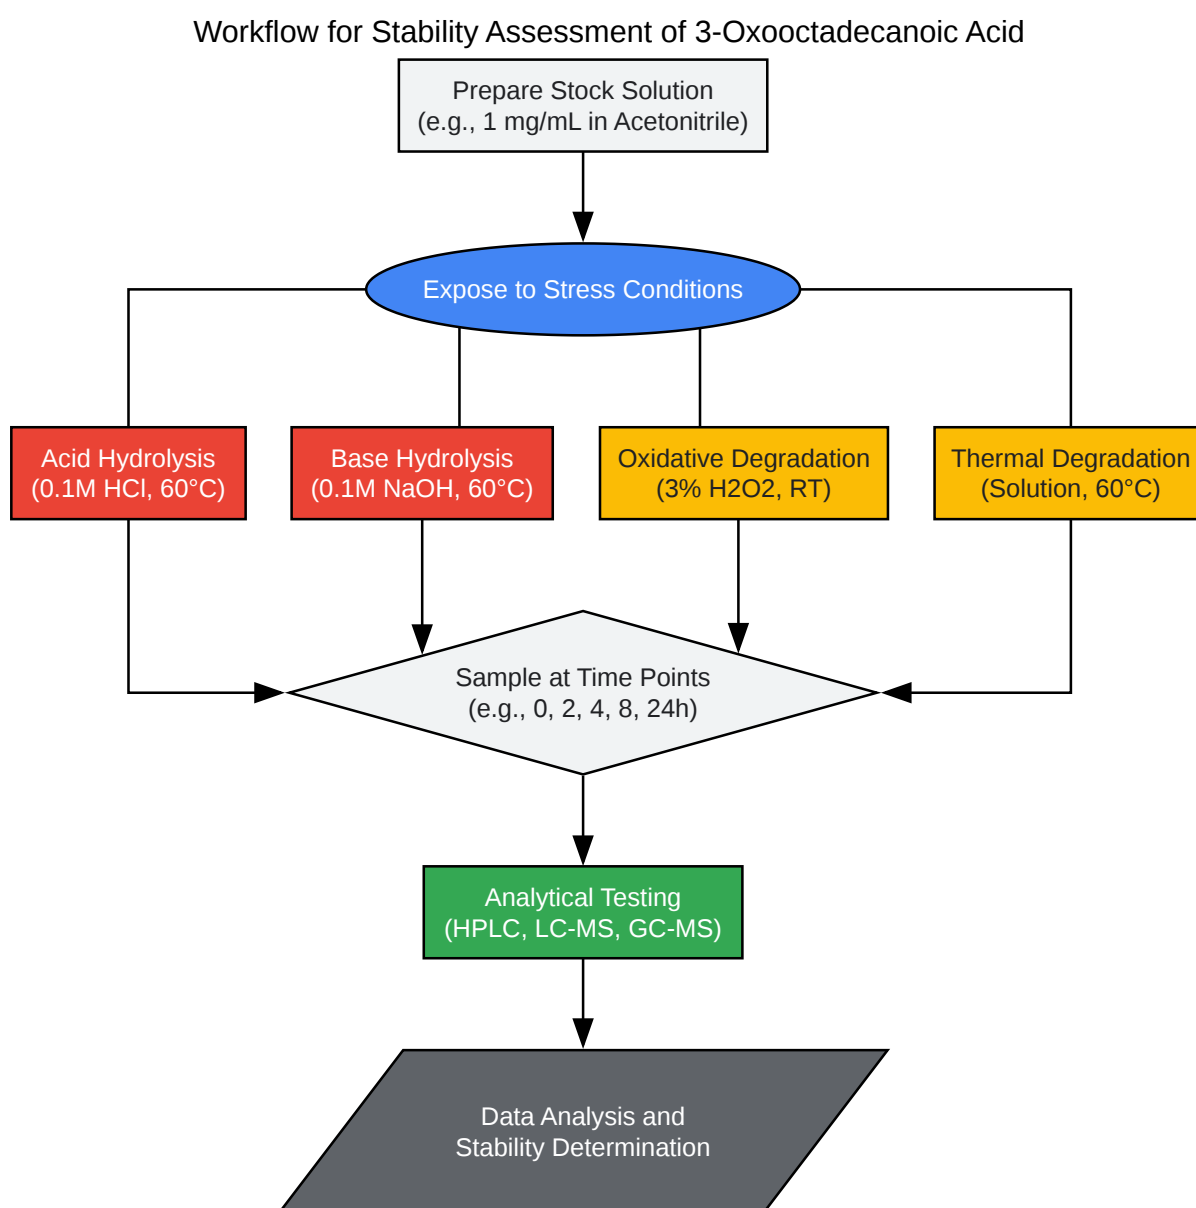 Workflow for Stability Assessment of 3-Oxooctadecanoic Acid
Prepare Stock Solution
(e.g., 1 mg/mL in Acetonitrile)
Expose to Stress Conditions
Acid Hydrolysis
(0.1M HCl, 60°C)
Base Hydrolysis
(0.1M NaOH, 60°C)
Oxidative Degradation
(3% H2O2, RT)
Thermal Degradation
(Solution, 60°C)
Sample at Time Points
(e.g., 0, 2, 4, 8, 24h)
Analytical Testing
(HPLC, LC-MS, GC-MS)
Data Analysis and
Stability Determination